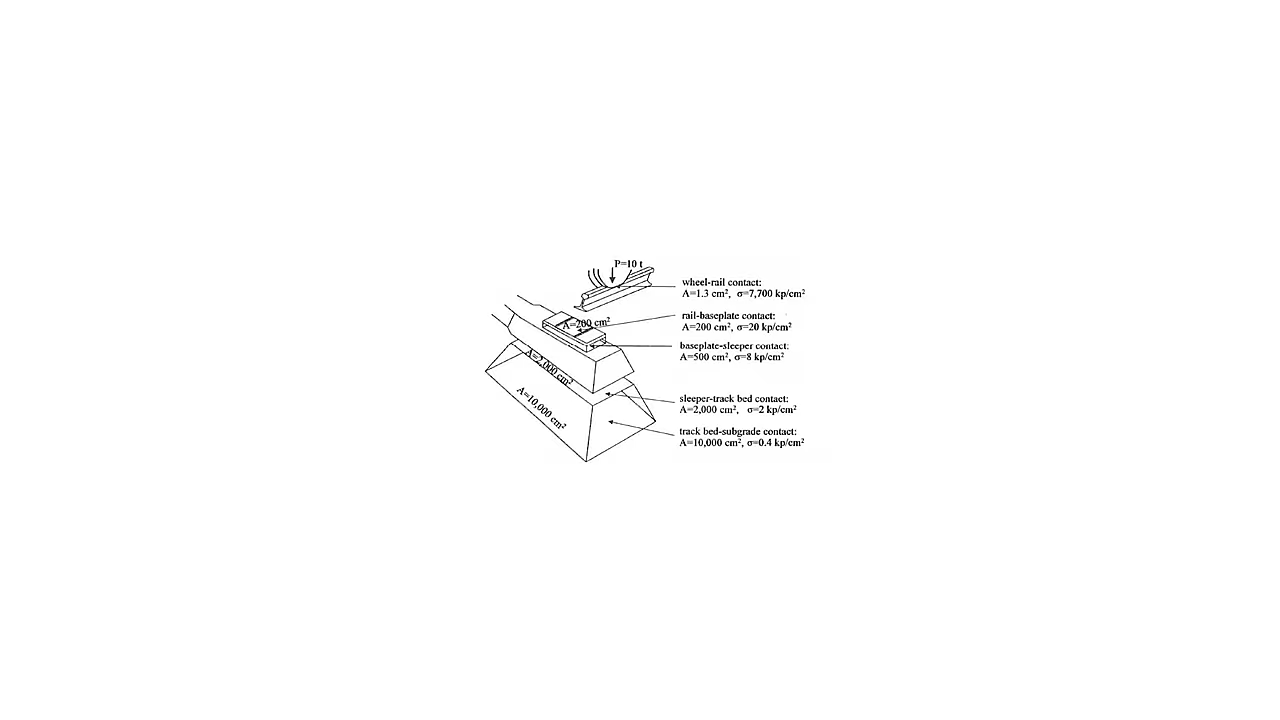 P=10 t
wheel-rail contact:
A=1.3 cm², σ=7,700 kp/cm²
rail-baseplate contact:
A=200 cm², σ=20 kp/cm²
A=200 cm²
baseplate-sleeper contact:
A=500 cm², σ=8 kp/cm²
A=2,000 cm²
sleeper-track bed contact:
A=2,000 cm², σ=2 kp/cm²
A=10,000 cm²
track bed-subgrade contact:
A=10,000 cm², σ=0.4 kp/cm²